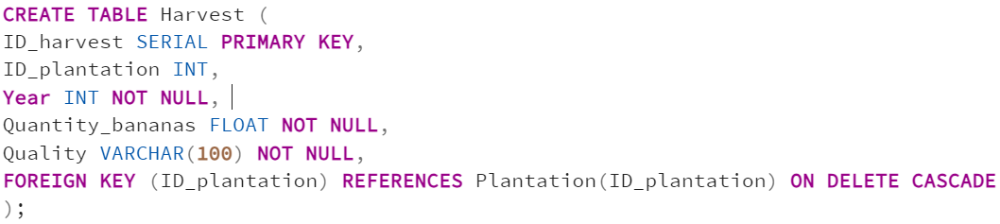 CREATE TABLE Harvest (
ID_harvest SERIAL PRIMARY KEY,
ID_plantation INT,
Year INT NOT NULL,
Quantity_bananas FLOAT NOT NULL,
Quality VARCHAR(100) NOT NULL,
FOREIGN KEY (ID_plantation) REFERENCES Plantation(ID_plantation) ON DELETE CASCADE
);